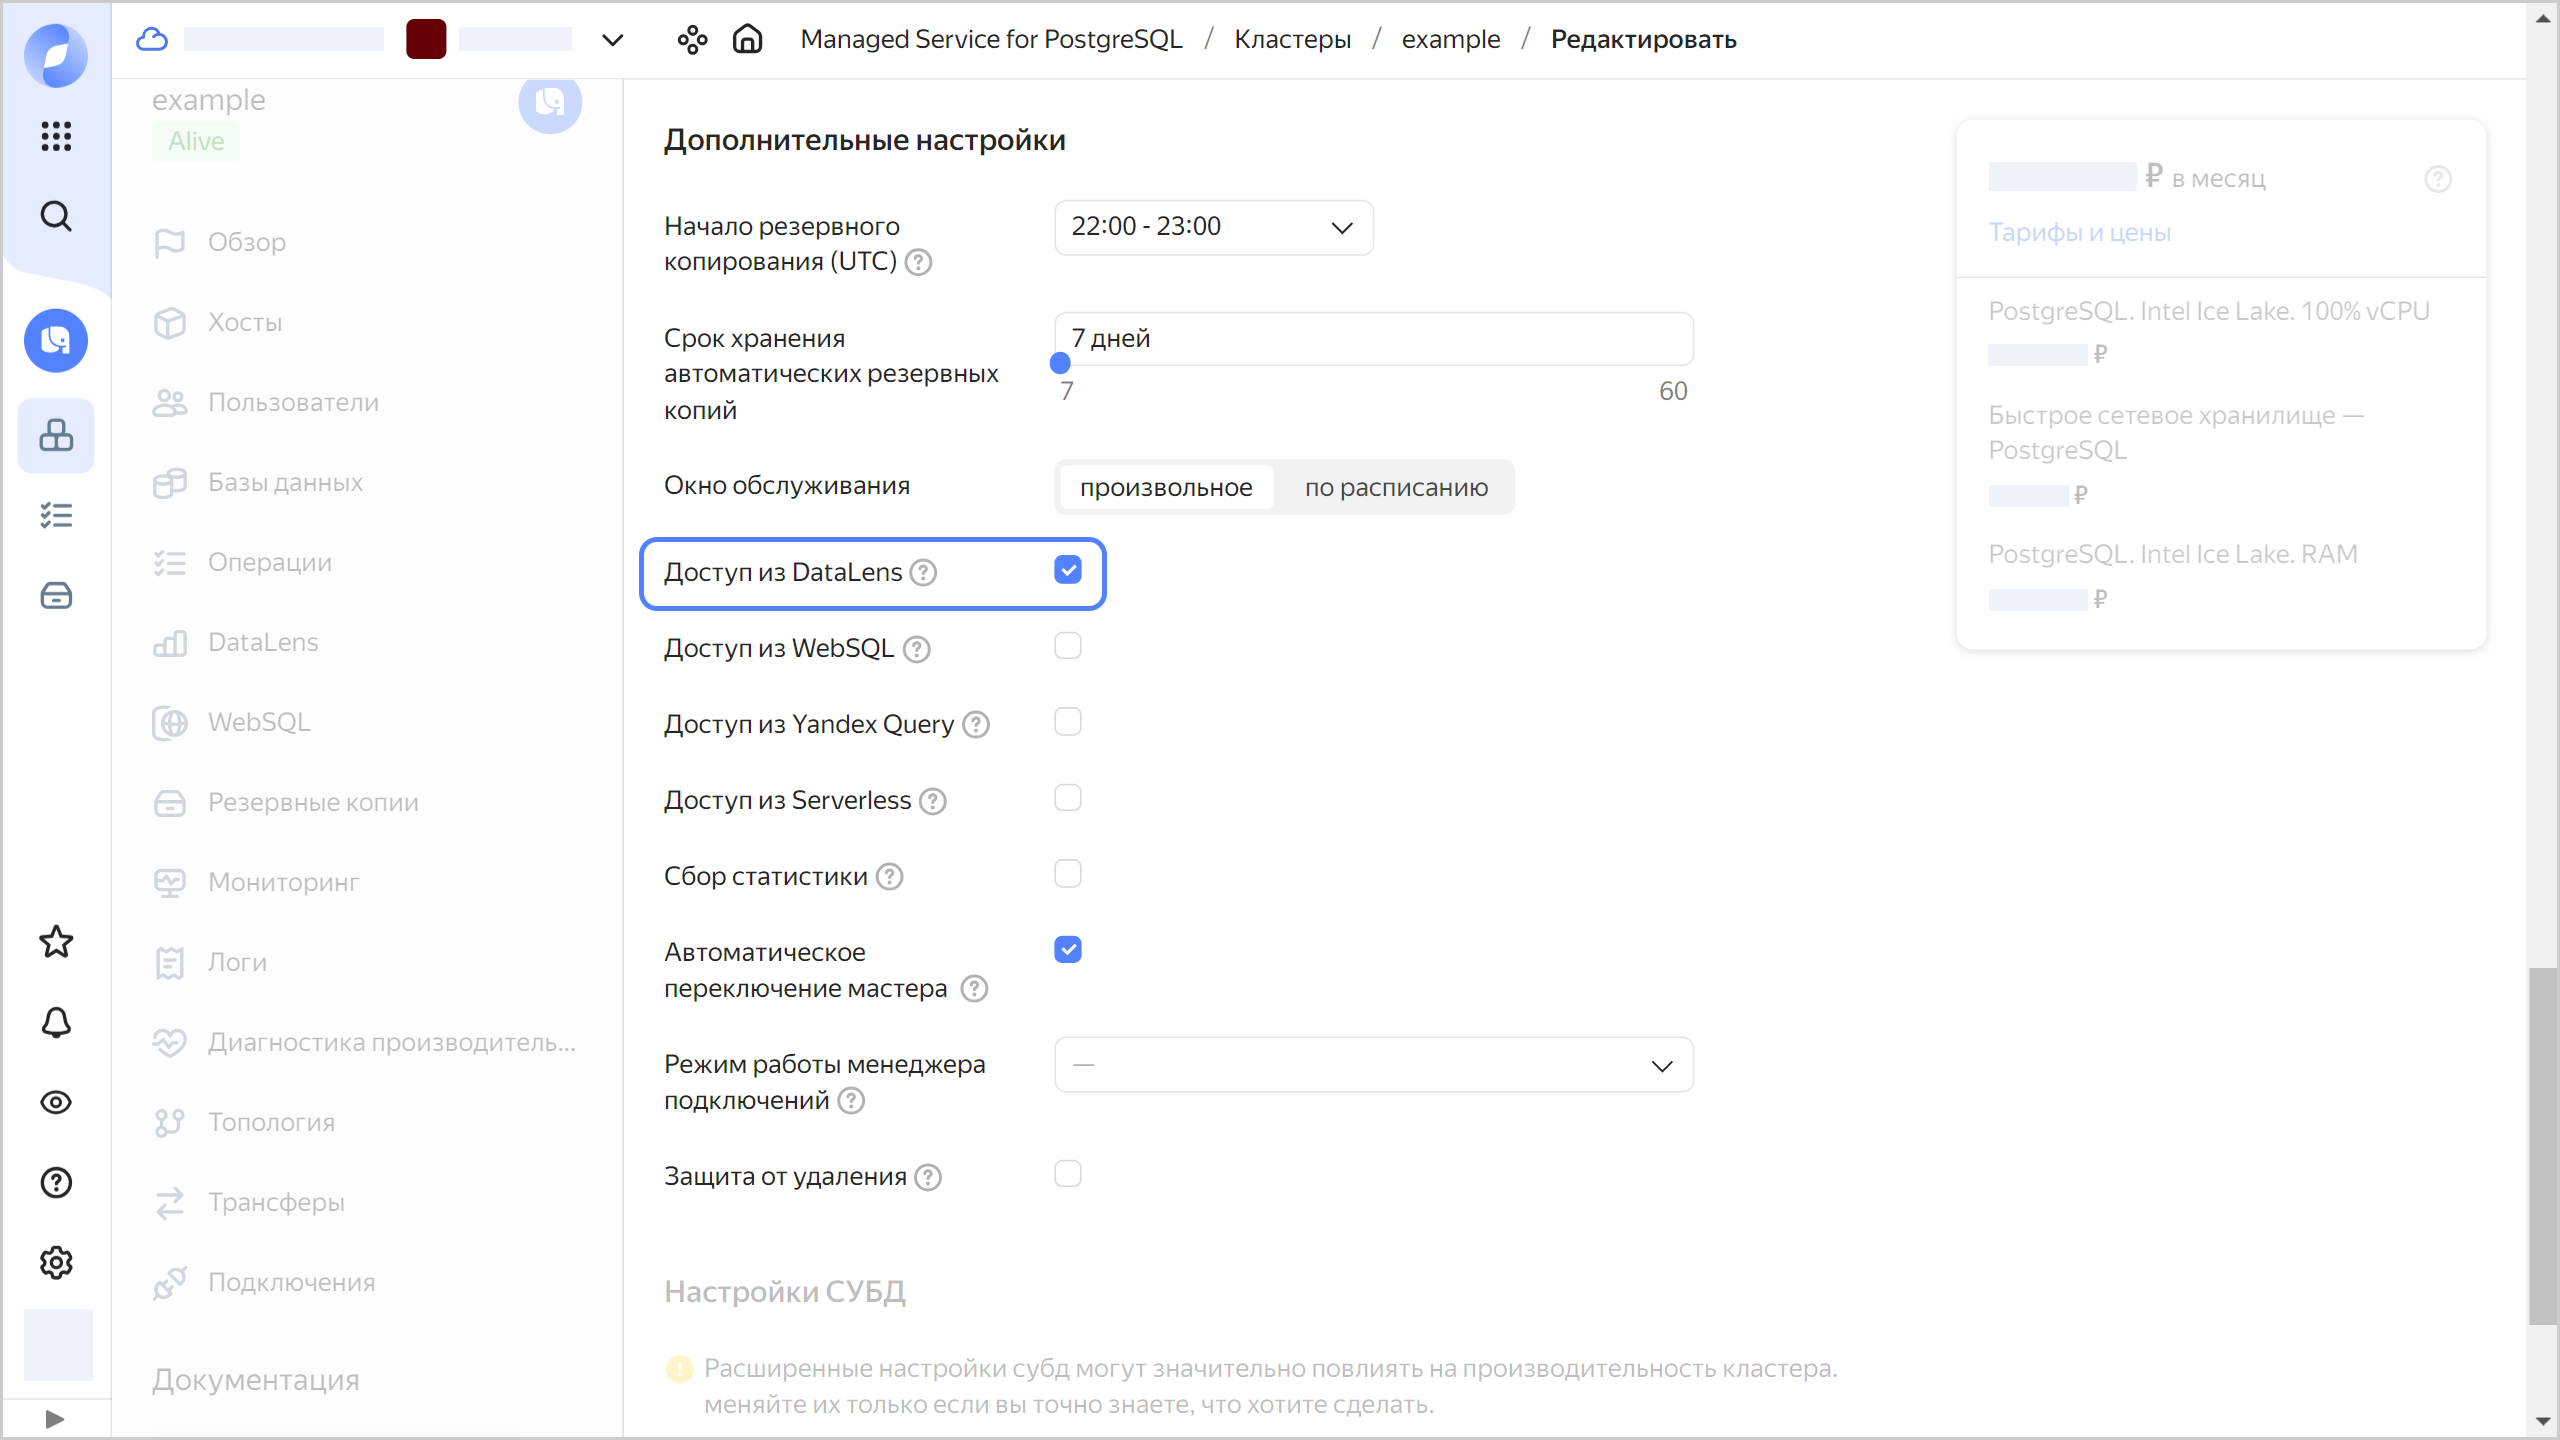 Managed Service for PostgreSQL / Кластеры / example / Редактировать
example
Alive
Обзор
Хосты
Пользователи
Базы данных
Операции
DataLens
WebSQL
Резервные копии
Мониторинг
Логи
Диагностика производитель...
Топология
Трансферы
Подключения
Документация
Дополнительные настройки
Начало резервного
копирования (UTC)
22:00 - 23:00
Срок хранения
автоматических резервных
копий
7 дней
7
60
Окно обслуживания
произвольное
по расписанию
Доступ из DataLens
Доступ из WebSQL
Доступ из Yandex Query
Доступ из Serverless
Сбор статистики
Автоматическое
переключение мастера
Режим работы менеджера
подключений
—
Защита от удаления
Настройки СУБД
Расширенные настройки субд могут значительно повлиять на производительность кластера.
меняйте их только если вы точно знаете, что хотите сделать.
₽ в месяц
Тарифы и цены
PostgreSQL. Intel Ice Lake. 100% vCPU
₽
Быстрое сетевое хранилище —
PostgreSQL
₽
PostgreSQL. Intel Ice Lake. RAM
₽